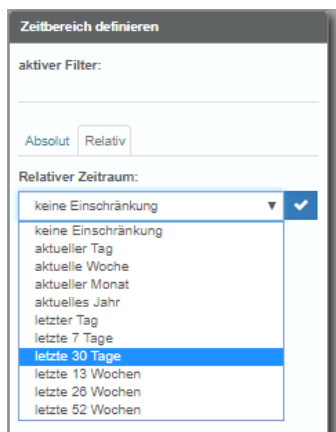 Zeitbereich definieren
aktiver Filter:
Absolut Relativ
Relativer Zeitraum:
keine Einschränkung
keine Einschränkung
aktueller Tag
aktuelle Woche
aktueller Monat
aktuelles Jahr
letzter Tag
letzte 7 Tage
letzte 30 Tage
letzte 13 Wochen
letzte 26 Wochen
letzte 52 Wochen